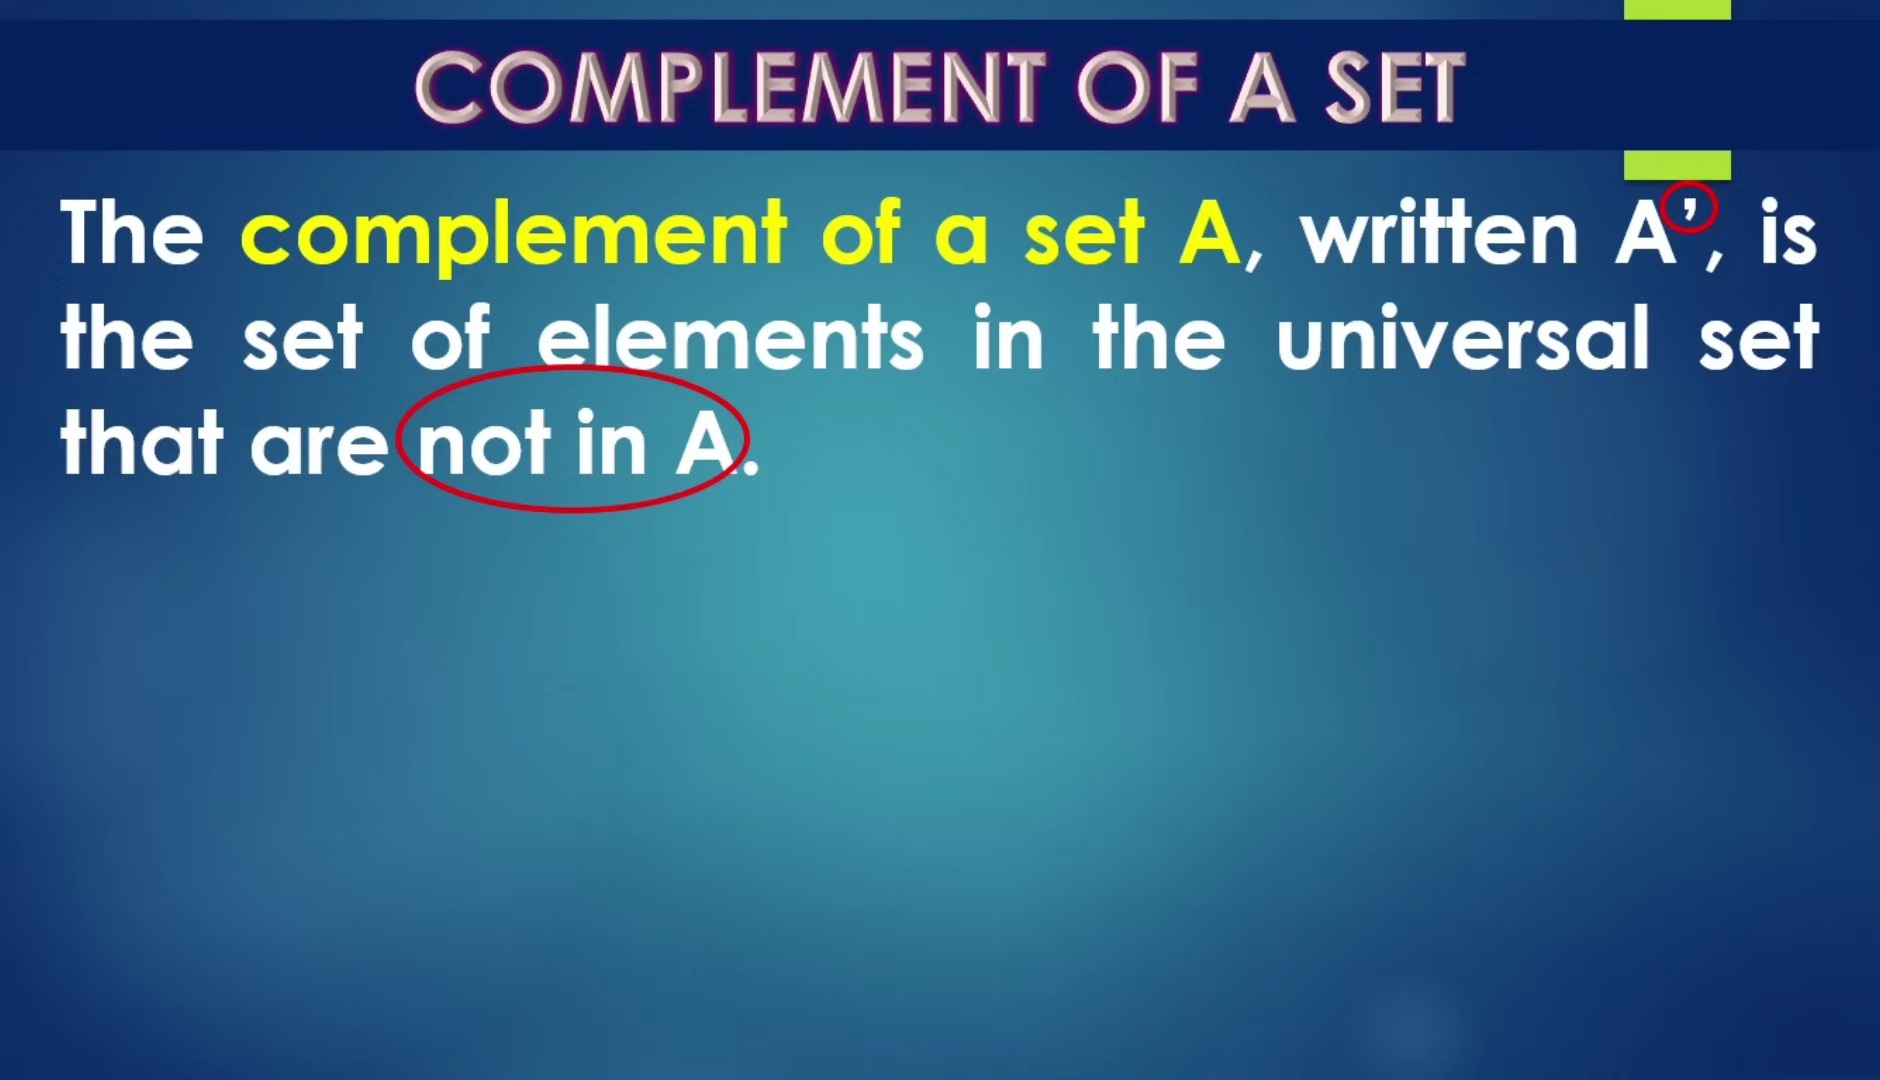 COMPLEMENT OF A SET
The complement of a set A, written A’, is
the set of elements in the universal set
that are not in A.